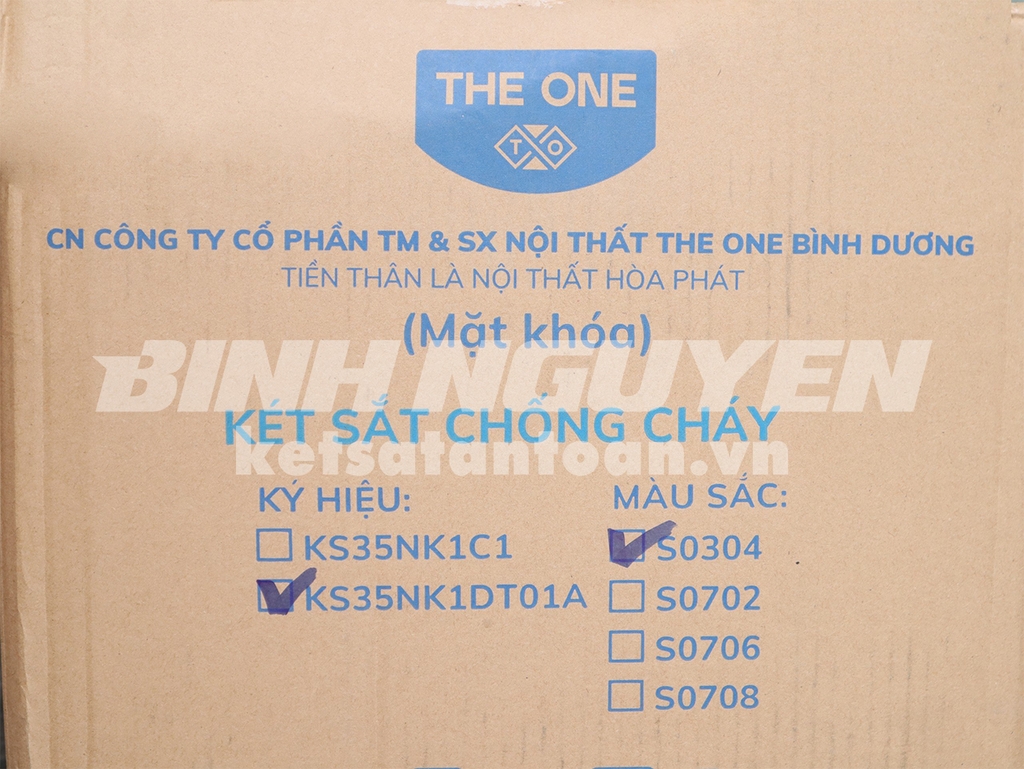 THE ONE
T O
CN CÔNG TY CỔ PHẦN TM & SX NỘI THẤT THE ONE BÌNH DƯƠNG
TIỀN THÂN LÀ NỘI THẤT HÒA PHÁT
(Mặt khóa)
BINH NGUYEN
KÉT SẮT CHỐNG CHÁY
ketsatantoan.vn
KÝ HIỆU:
KS35NK1C1
KS35NK1DT01A
MÀU SẮC:
S0304
S0702
S0706
S0708